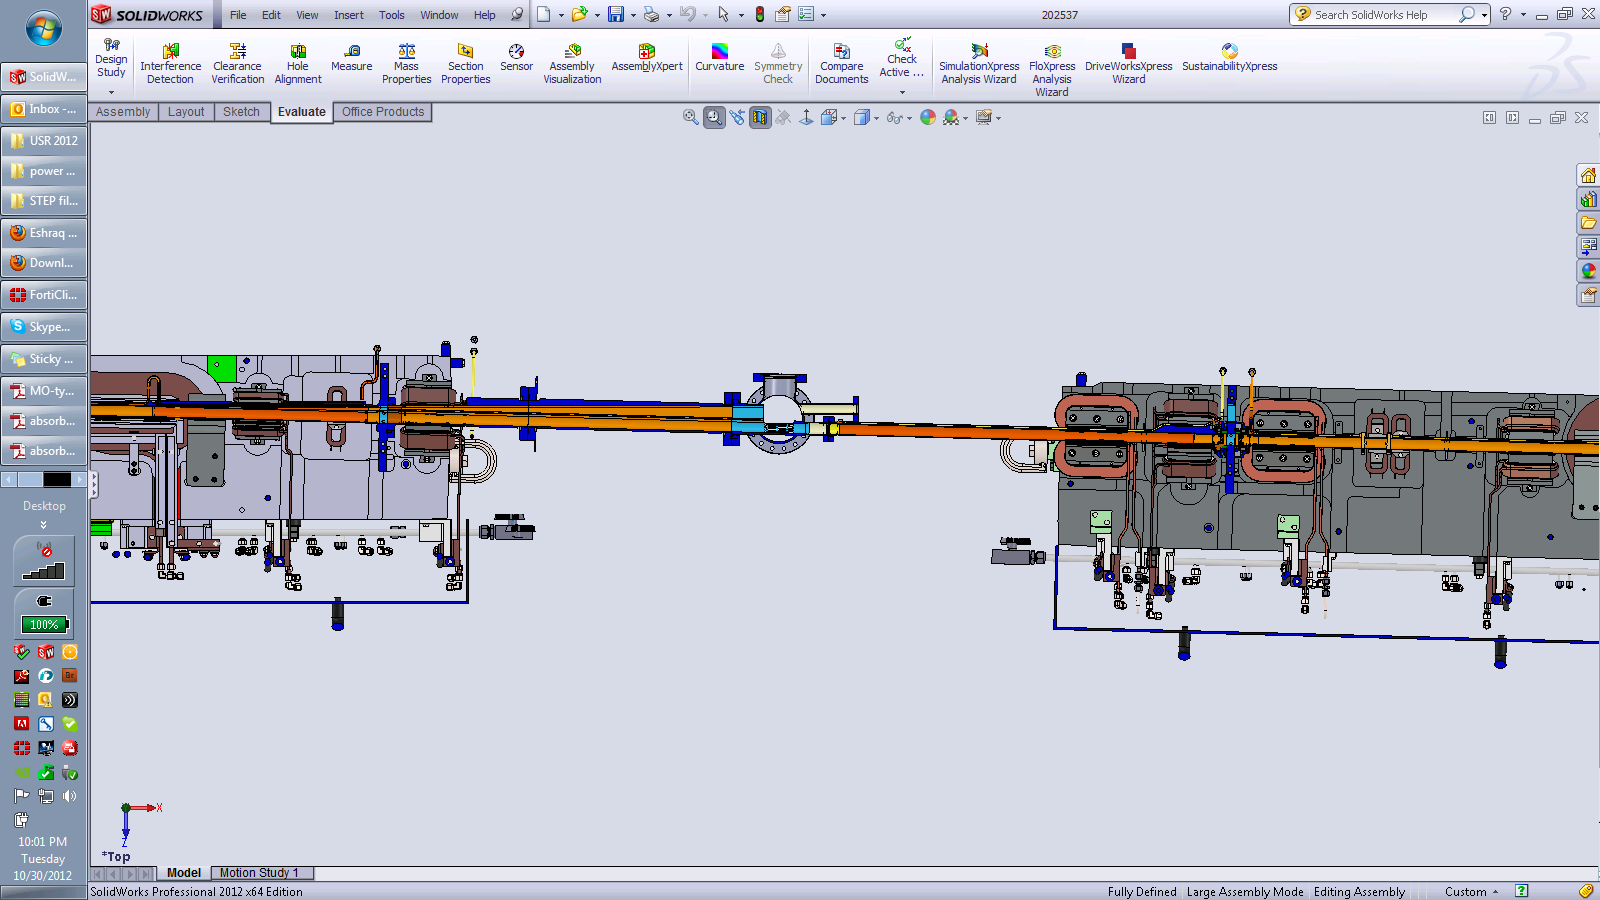 SOLIDWORKS
File Edit View Insert Tools Window Help
202537
Search SolidWorks Help
Design Study
Interference Detection
Clearance Verification
Hole Alignment
Measure
Mass Properties
Section Properties
Sensor
Assembly Visualization
AssemblyXpert
Curvature
Symmetry Check
Compare Documents
Check Active ...
SimulationXpress Analysis Wizard
FloXpress Analysis Wizard
DriveWorksXpress Wizard
SustainabilityXpress
Assembly Layout Sketch Evaluate Office Products
SolidW...
Inbox -...
USR 2012
power ...
STEP fil...
Eshraq ...
Downl...
FortiCli...
Skype...
Sticky ...
MO-ty...
absorb...
absorb...
Desktop
100%
10:01 PM
Tuesday
10/30/2012
X
Z
*Top
Model Motion Study 1
SolidWorks Professional 2012 x64 Edition
Fully Defined Large Assembly Mode Editing Assembly Custom